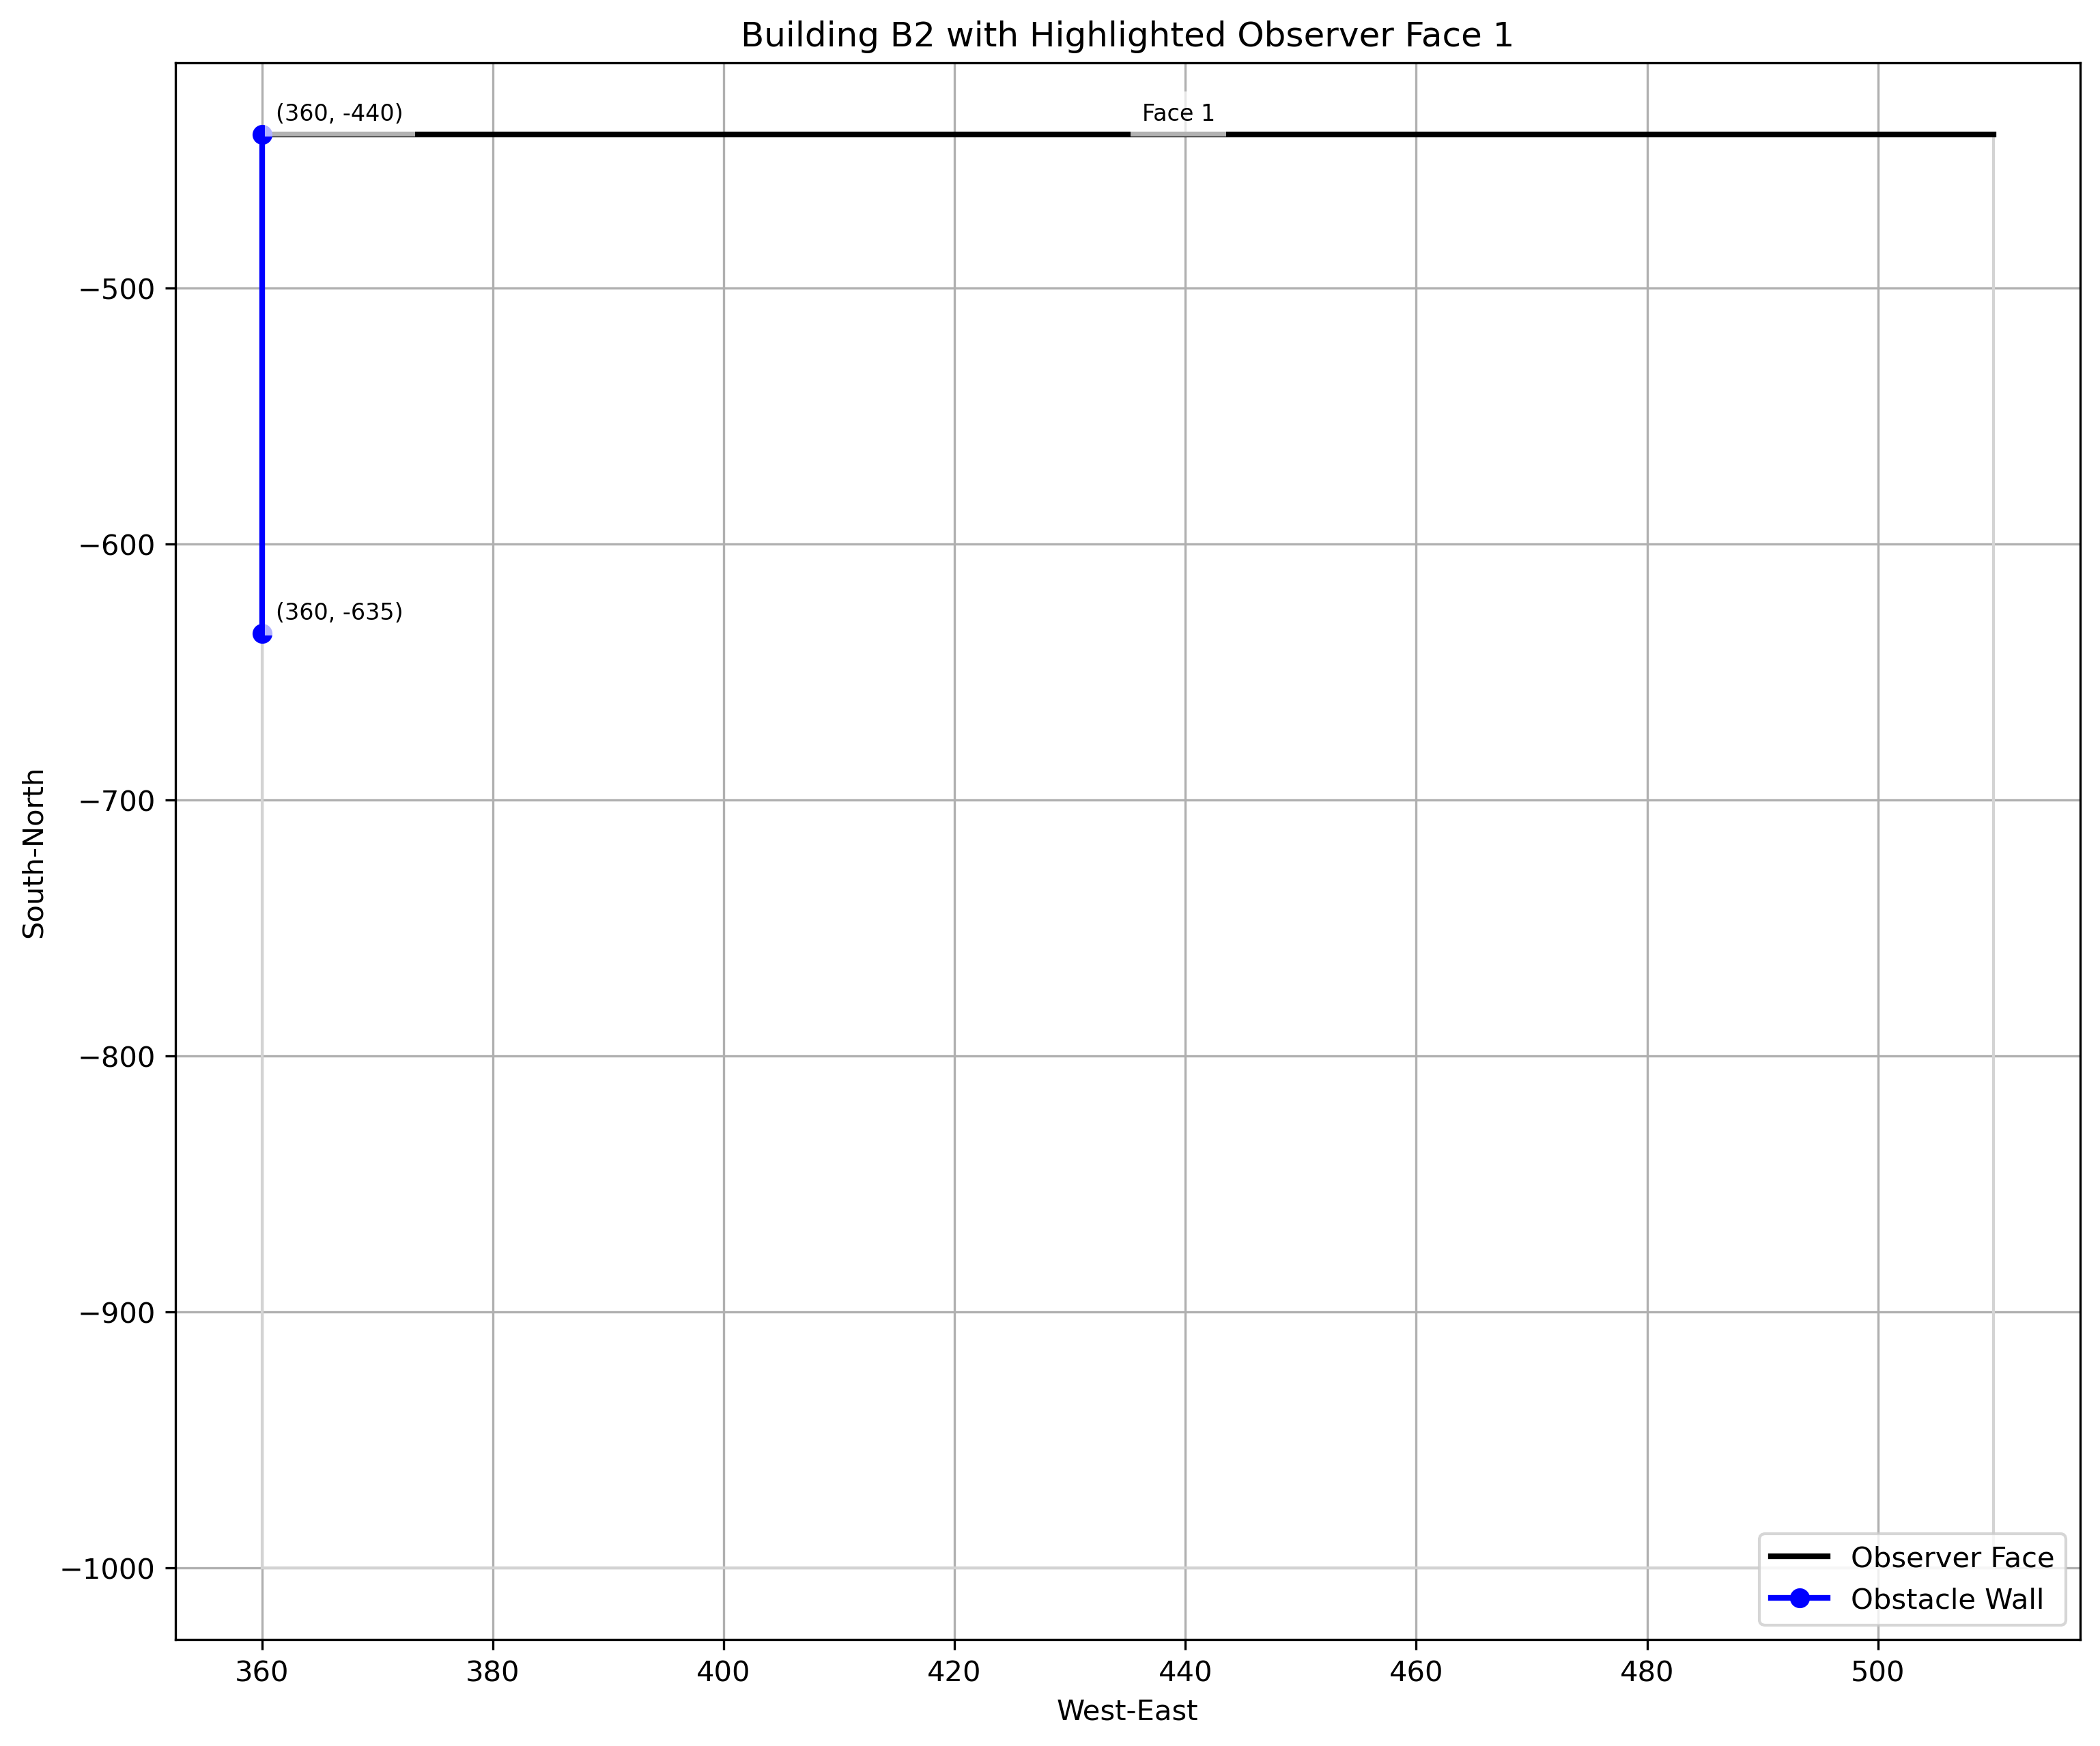 Building B2 with Highlighted Observer Face 1
(360, -440)
Face 1
−500
−600
(360, -635)
−700
South-North
−800
−900
−1000
Observer Face
Obstacle Wall
360
380
400
420
440
460
480
500
West-East